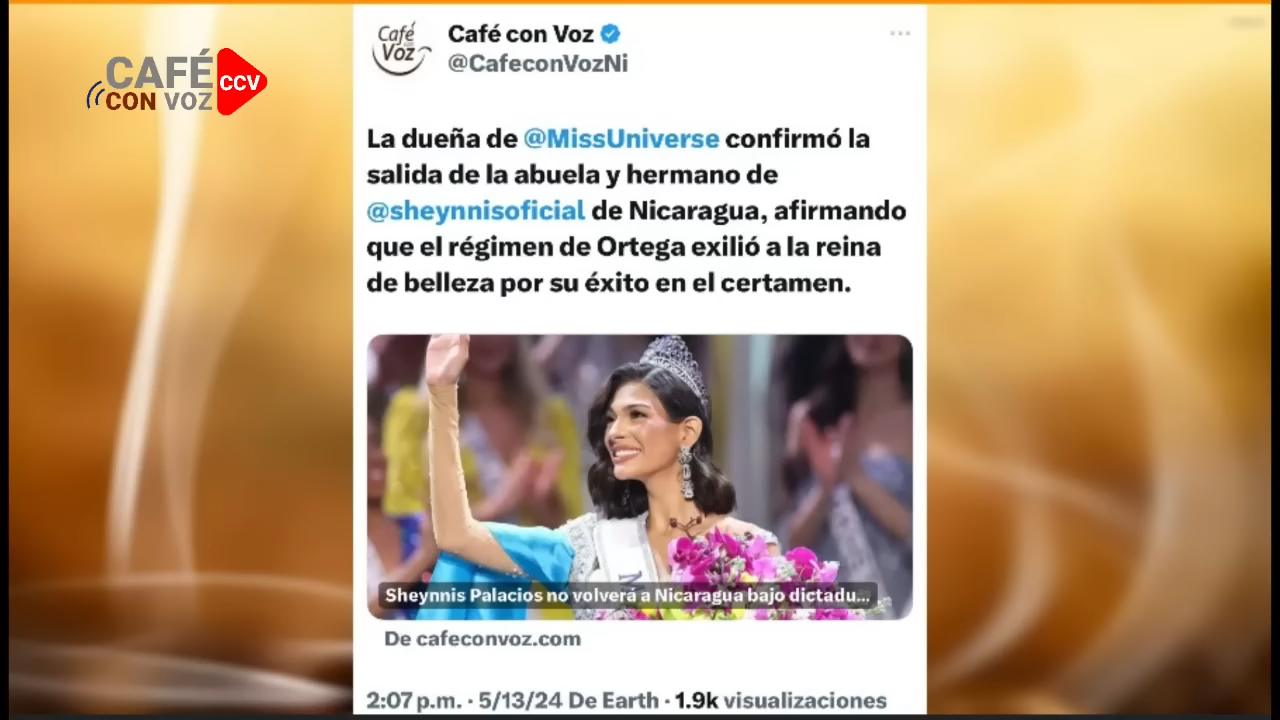 CAFÉ
CON VOZ
CCV
Café
con
Voz
Café con Voz
@CafeconVozNi
La dueña de @MissUniverse confirmó la
salida de la abuela y hermano de
@sheynnisoficial de Nicaragua, afirmando
que el régimen de Ortega exilió a la reina
de belleza por su éxito en el certamen.
Sheynnis Palacios no volverá a Nicaragua bajo dictadu...
De cafeconvoz.com
2:07 p.m. · 5/13/24 De Earth · 1.9k visualizaciones